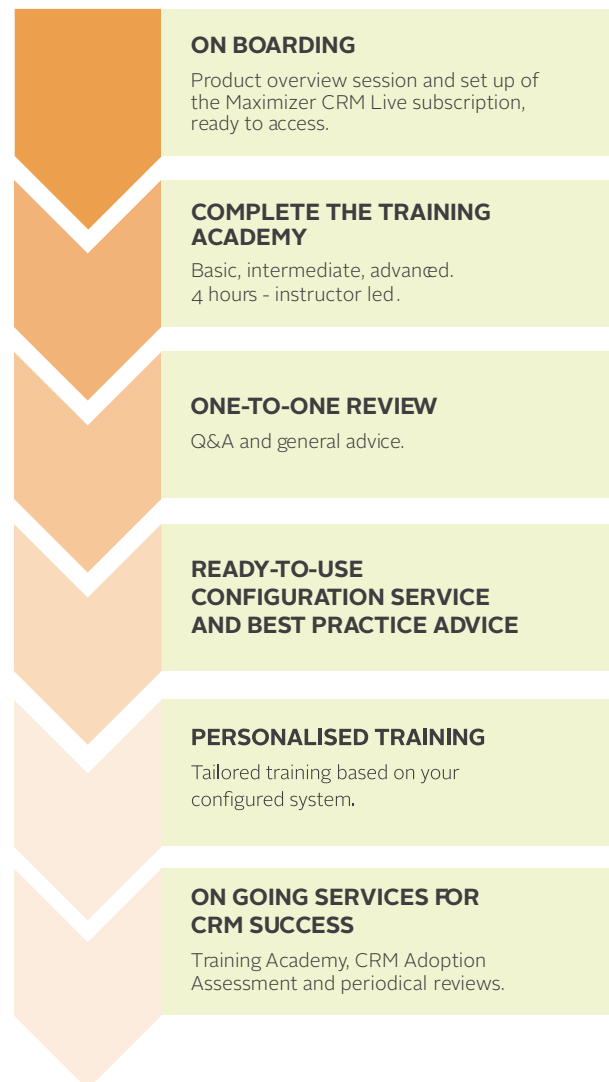 ON BOARDING
Product overview session and set up of
the Maximizer CRM Live subscription,
ready to access.
COMPLETE THE TRAINING
ACADEMY
Basic, intermediate, advanced.
4 hours - instructor led.
ONE-TO-ONE REVIEW
Q&A and general advice.
READY-TO-USE
CONFIGURATION SERVICE
AND BEST PRACTICE ADVICE
PERSONALISED TRAINING
Tailored training based on your
configured system.
ON GOING SERVICES FOR
CRM SUCCESS
Training Academy, CRM Adoption
Assessment and periodical reviews.